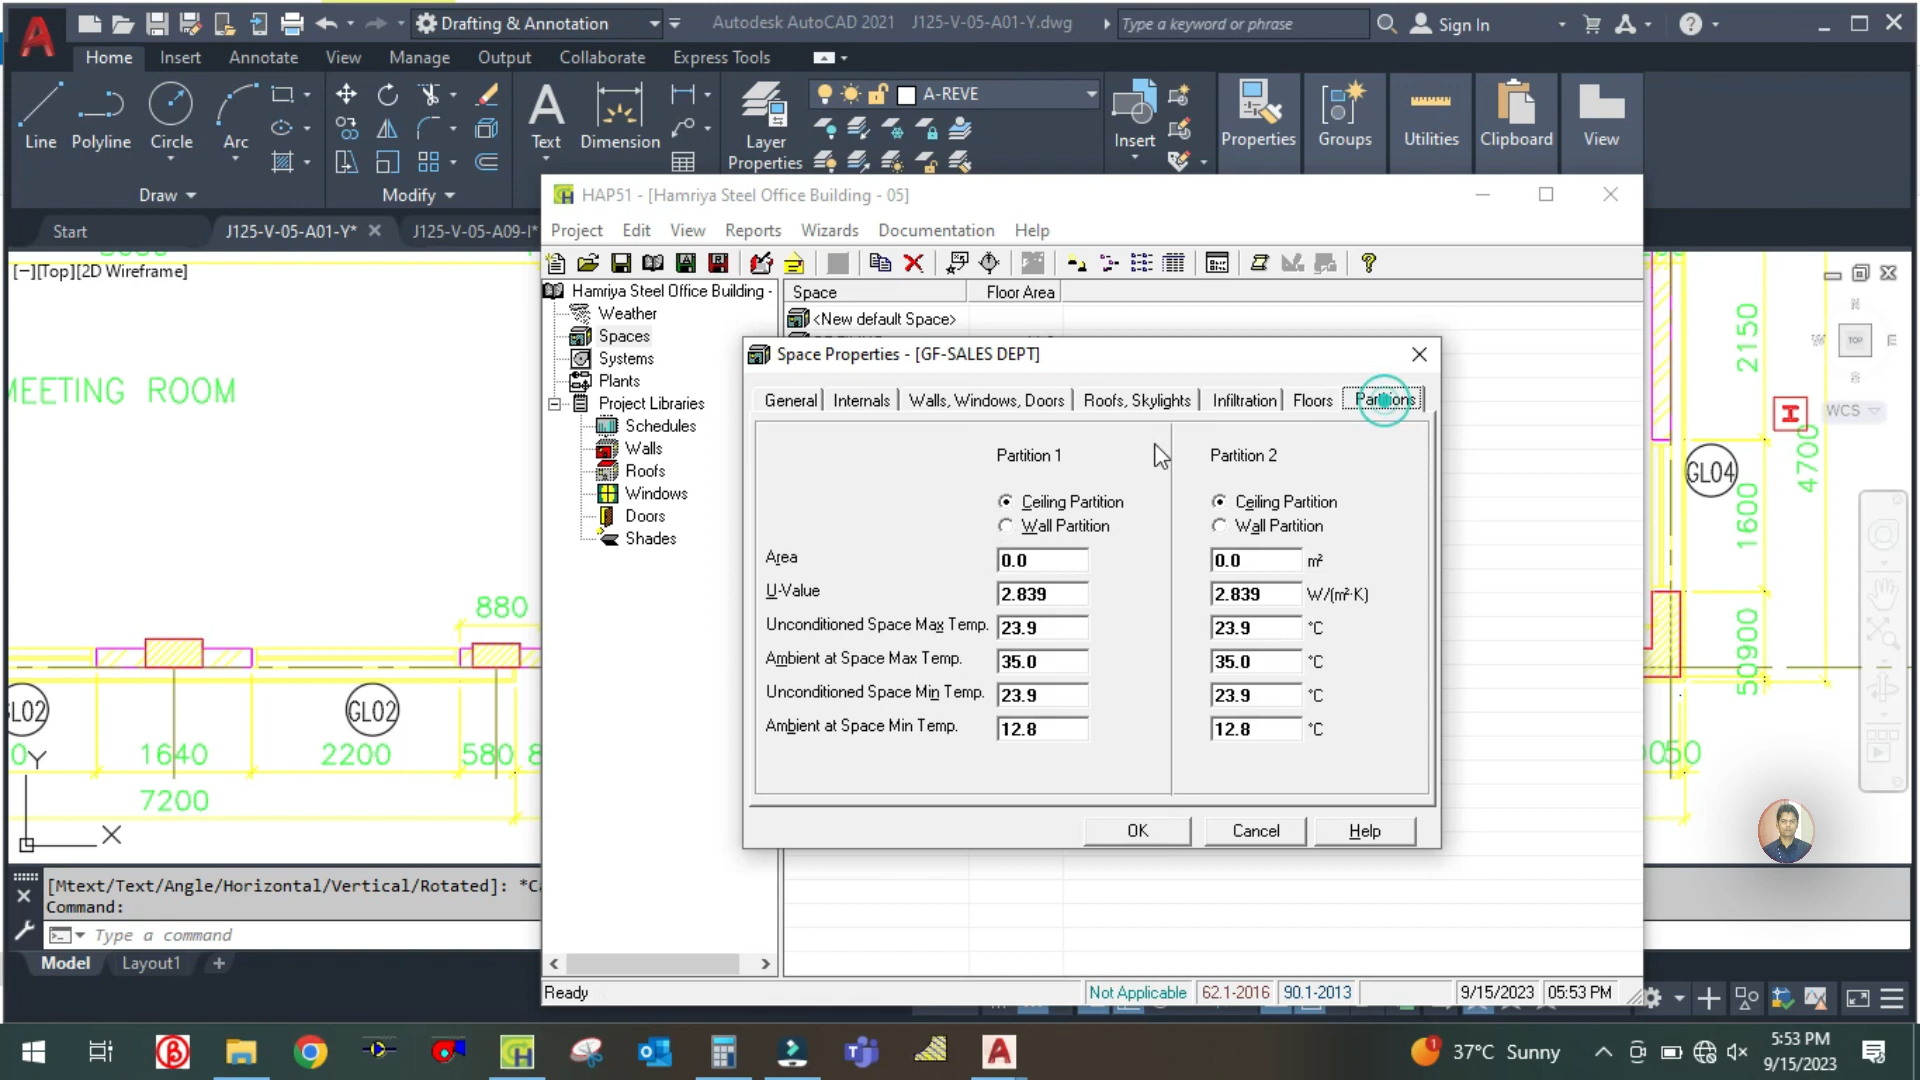 Drafting & Annotation
Autodesk AutoCAD 2021 J125-V-05-A01-Y.dwg
Type a keyword or phrase
Sign In
Home Insert Annotate View Manage Output Collaborate Express Tools
A-REVE
Line Polyline Circle Arc
Text Dimension
Layer
Properties
Insert
Properties Groups Utilities Clipboard View
Draw Modify
Start J125-V-05-A01-Y* J125-V-05-A09-I*
[−][Top][2D Wireframe]
HAP51 - [Hamriya Steel Office Building - 05]
Project Edit View Reports Wizards Documentation Help
Hamriya Steel Office Building -
Weather
Spaces
Systems
Plants
Project Libraries
Schedules
Walls
Roofs
Windows
Doors
Shades
Space Floor Area
<New default Space>
Space Properties - [GF-SALES DEPT]
General Internals Walls, Windows, Doors Roofs, Skylights Infiltration Floors Partitions
Partition 1 Partition 2
Ceiling Partition Ceiling Partition
Wall Partition Wall Partition
Area 0.0 0.0 m²
U-Value 2.839 2.839 W/(m²·K)
Unconditioned Space Max Temp. 23.9 23.9 °C
Ambient at Space Max Temp. 35.0 35.0 °C
Unconditioned Space Min Temp. 23.9 23.9 °C
Ambient at Space Min Temp. 12.8 12.8 °C
OK Cancel Help
MEETING ROOM
880
GL02
1640
2200
580
7200
Y
X
2150
1600
4700
50900
GL04
N
W TOP E
S
WCS
[Mtext/Text/Angle/Horizontal/Vertical/Rotated]:
Command:
Type a command
Model Layout1 +
Ready
Not Applicable 62.1-2016 90.1-2013 9/15/2023 05:53 PM
1 37°C Sunny
5:53 PM
9/15/2023